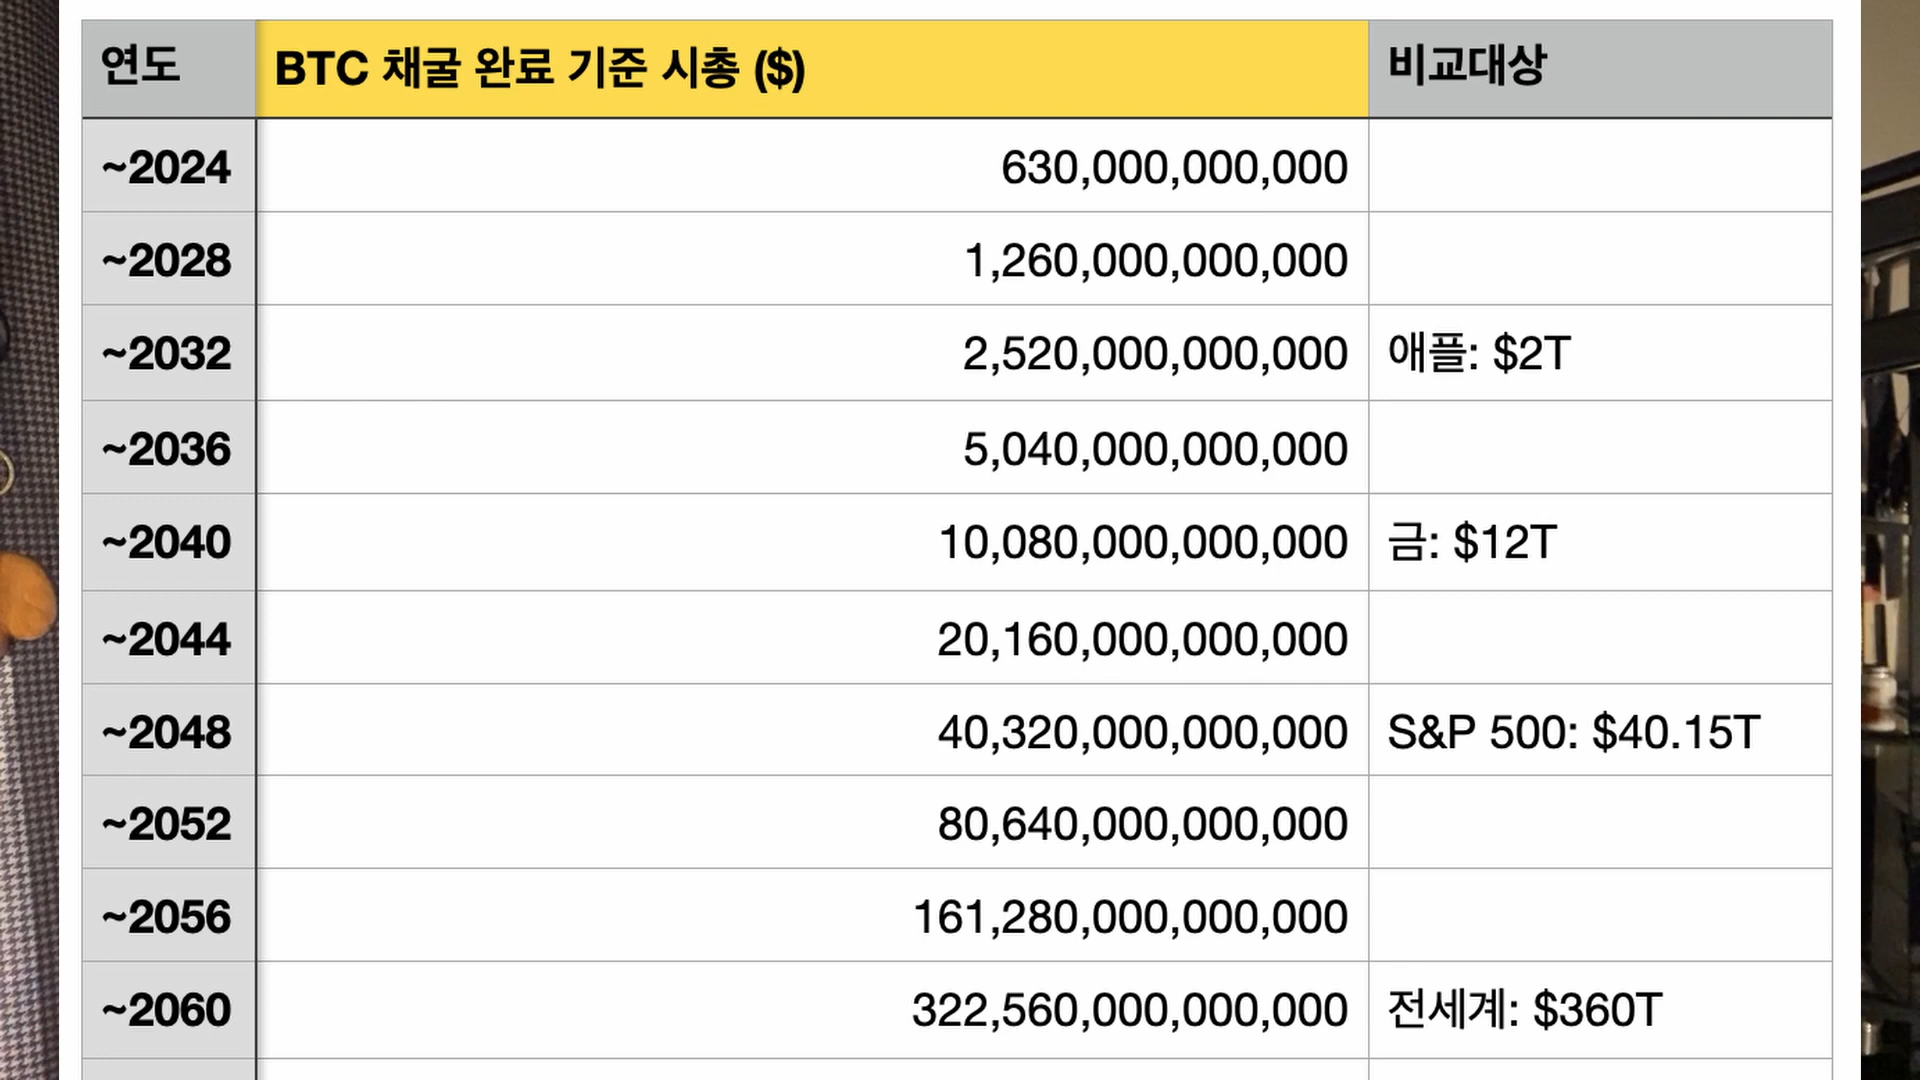 연도 BTC 채굴 완료 기준 시총 ($) 비교대상
~2024 630,000,000,000
~2028 1,260,000,000,000
~2032 2,520,000,000,000 애플: $2T
~2036 5,040,000,000,000
~2040 10,080,000,000,000 금: $12T
~2044 20,160,000,000,000
~2048 40,320,000,000,000 S&P 500: $40.15T
~2052 80,640,000,000,000
~2056 161,280,000,000,000
~2060 322,560,000,000,000 전세계: $360T